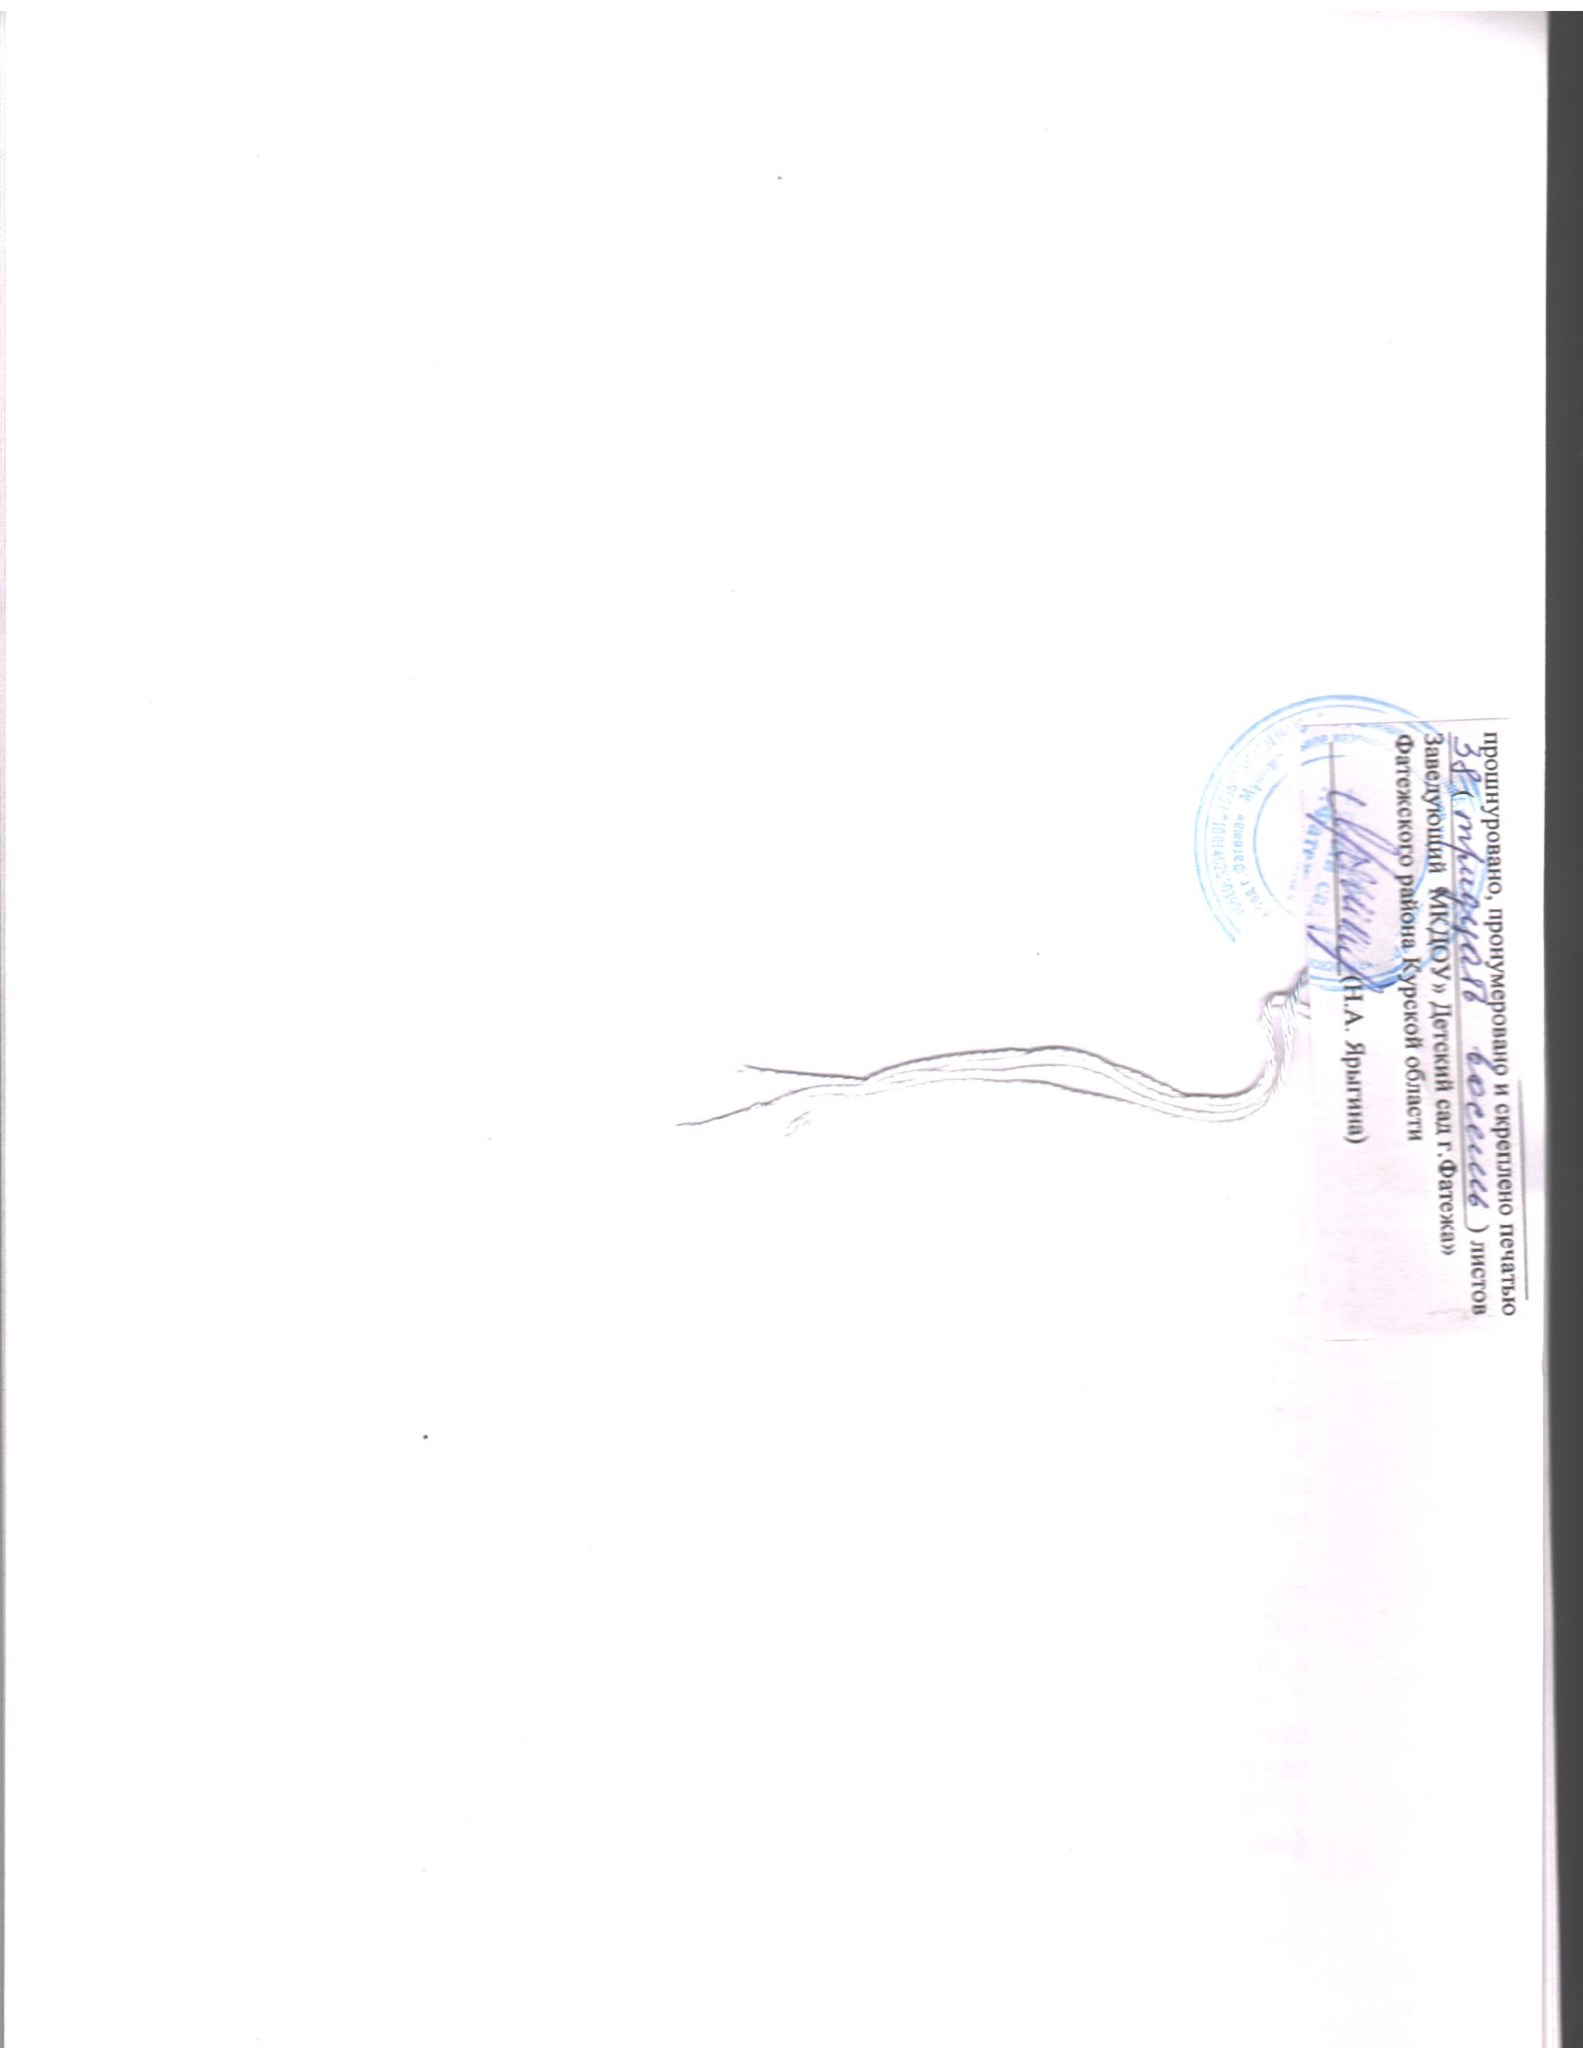 прошнуровано, пронумеровано и скреплено печатью
38 (тридцать восемь) листов
Заведующий МКДОУ» Детский сад г.Фатежа»
Фатежского района Курской области
(Н.А. Ярыгина)